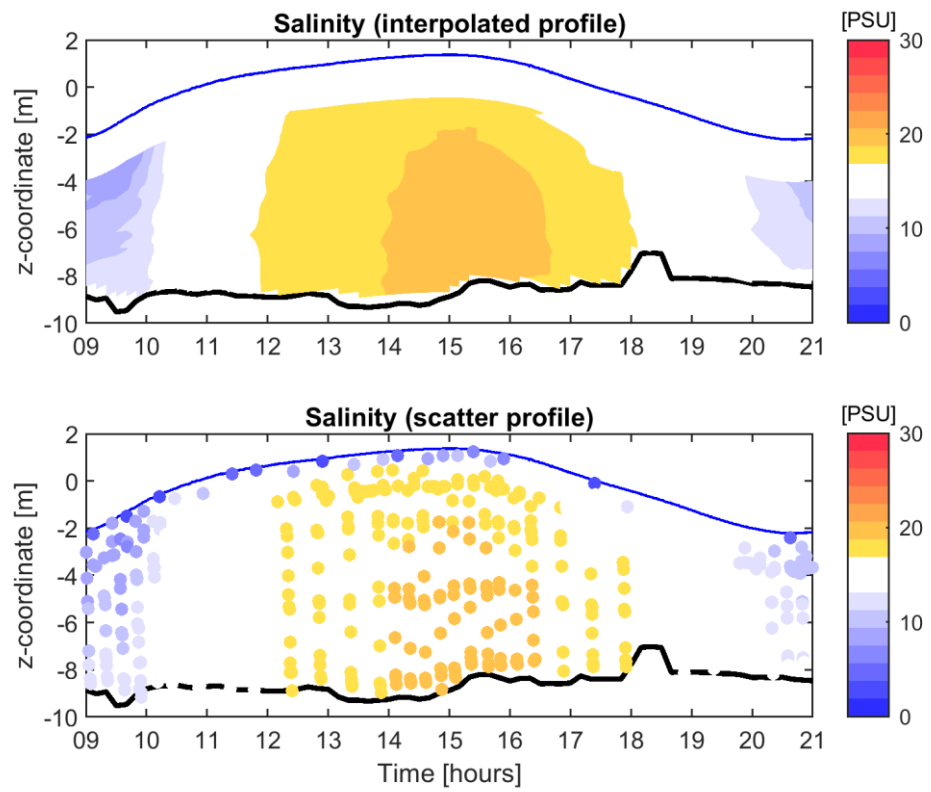 Salinity (interpolated profile)
[PSU]
2
0
-2
-4
-6
-8
-10
z-coordinate [m]
09 10 11 12 13 14 15 16 17 18 19 20 21
30
20
10
0
Salinity (scatter profile)
[PSU]
2
0
-2
-4
-6
-8
-10
z-coordinate [m]
09 10 11 12 13 14 15 16 17 18 19 20 21
Time [hours]
30
20
10
0